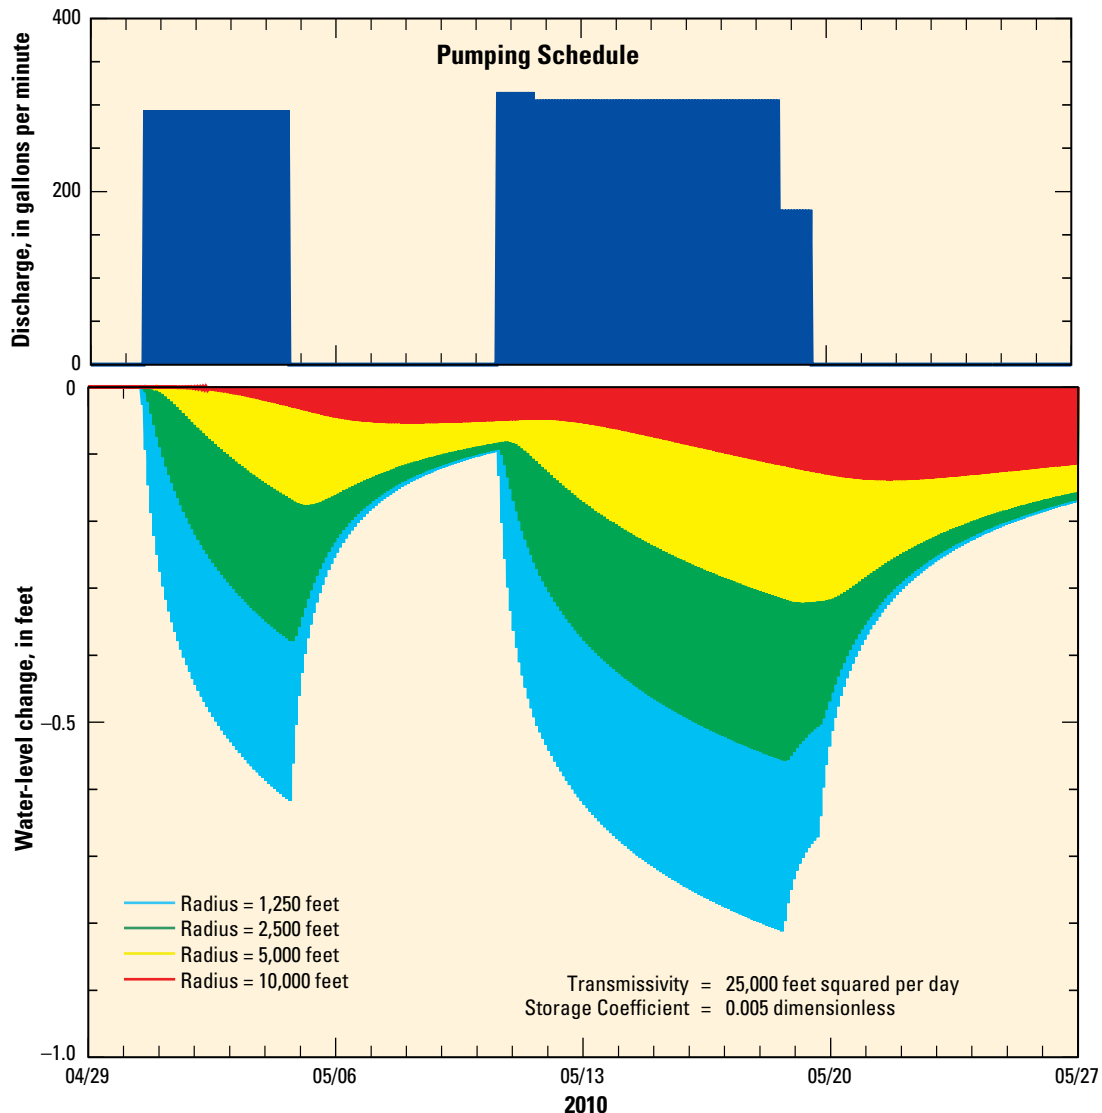 Pumping Schedule
Discharge, in gallons per minute
400
200
0
Water-level change, in feet
0
–0.5
–1.0
Radius = 1,250 feet
Radius = 2,500 feet
Radius = 5,000 feet
Radius = 10,000 feet
Transmissivity = 25,000 feet squared per day
Storage Coefficient = 0.005 dimensionless
04/29 05/06 05/13 05/20 05/27
2010